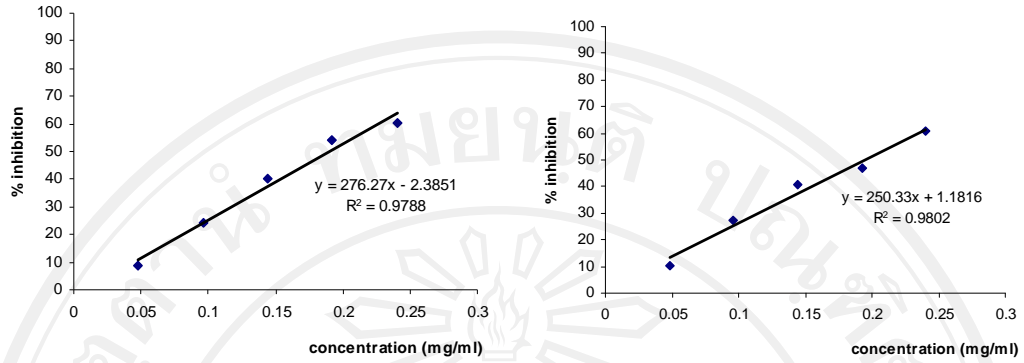 100
90
80
70
60
50
40
30
20
10
0
% inhibition
y = 276.27x - 2.3851
R² = 0.9788
0 0.05 0.1 0.15 0.2 0.25 0.3
concentration (mg/ml)
100
90
80
70
60
50
40
30
20
10
0
% inhibition
y = 250.33x + 1.1816
R² = 0.9802
0 0.05 0.1 0.15 0.2 0.25 0.3
concentration (mg/ml)